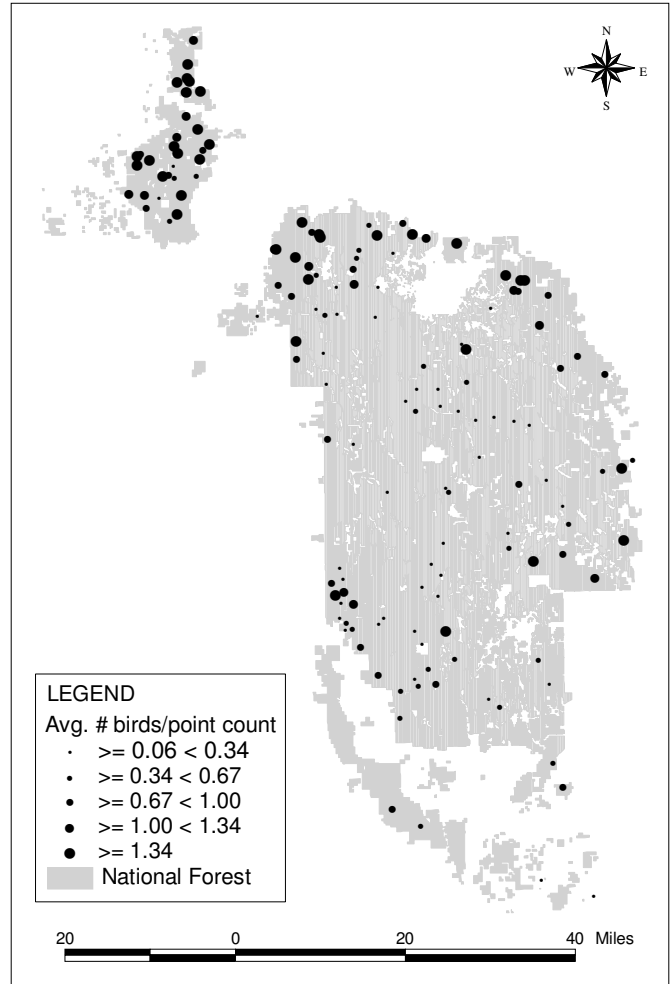 N
W E
S
LEGEND
Avg. # birds/point count
>= 0.06 < 0.34
>= 0.34 < 0.67
>= 0.67 < 1.00
>= 1.00 < 1.34
>= 1.34
National Forest
20 0 20 40 Miles